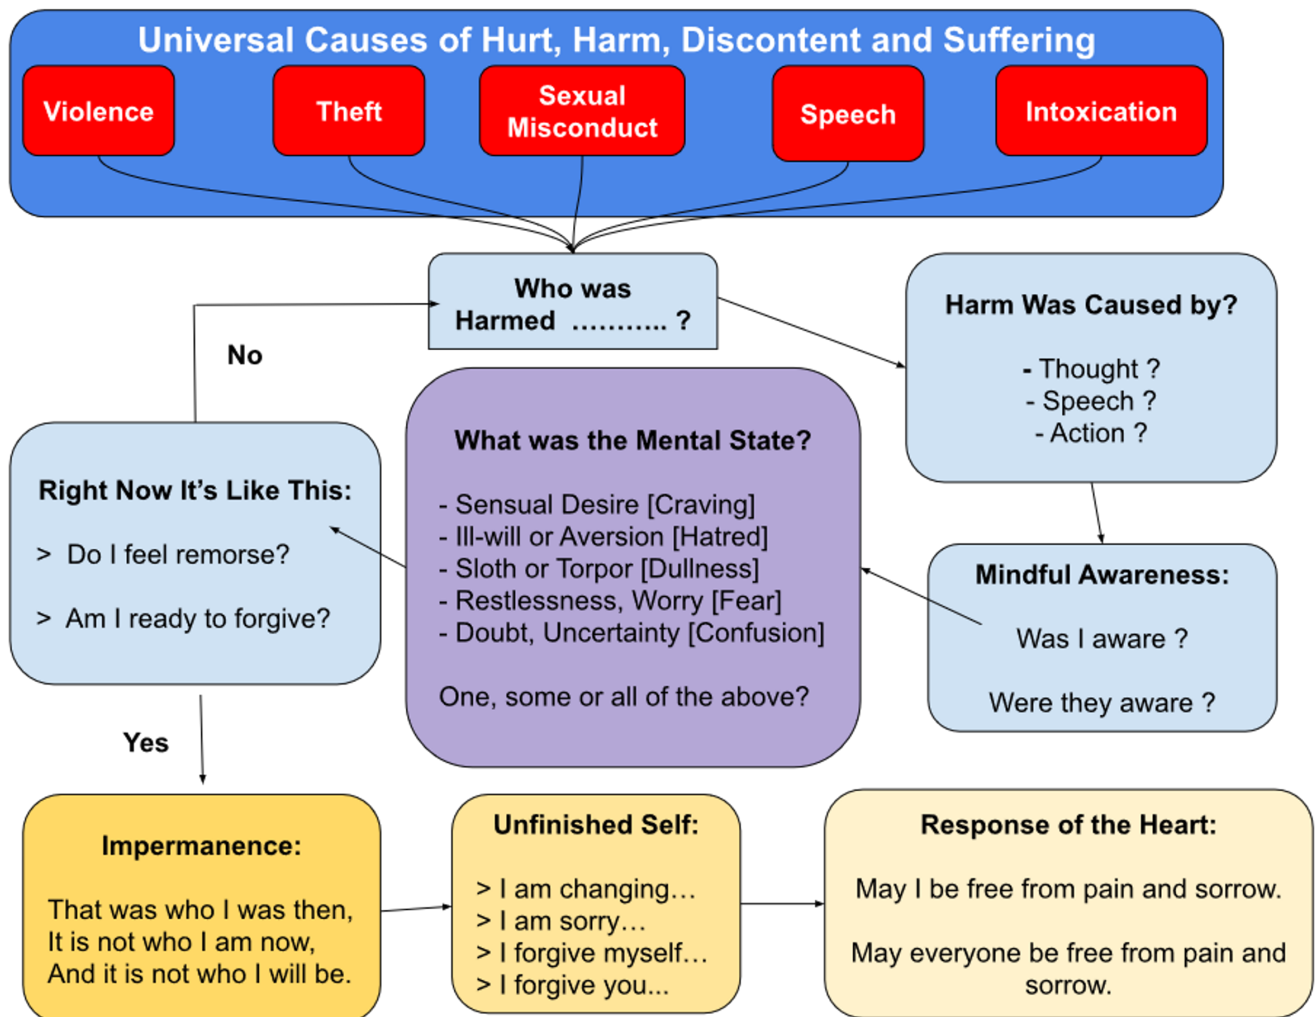 Universal Causes of Hurt, Harm, Discontent and Suffering
Violence
Theft
Sexual
Misconduct
Speech
Intoxication
Who was
Harmed ……….. ?
Harm Was Caused by?
- Thought ?
- Speech ?
- Action ?
No
What was the Mental State?
- Sensual Desire [Craving]
- Ill-will or Aversion [Hatred]
- Sloth or Torpor [Dullness]
- Restlessness, Worry [Fear]
- Doubt, Uncertainty [Confusion]
One, some or all of the above?
Right Now It’s Like This:
> Do I feel remorse?
> Am I ready to forgive?
Mindful Awareness:
Was I aware ?
Were they aware ?
Yes
Impermanence:
That was who I was then,
It is not who I am now,
And it is not who I will be.
Unfinished Self:
> I am changing…
> I am sorry…
> I forgive myself…
> I forgive you...
Response of the Heart:
May I be free from pain and sorrow.
May everyone be free from pain and
sorrow.